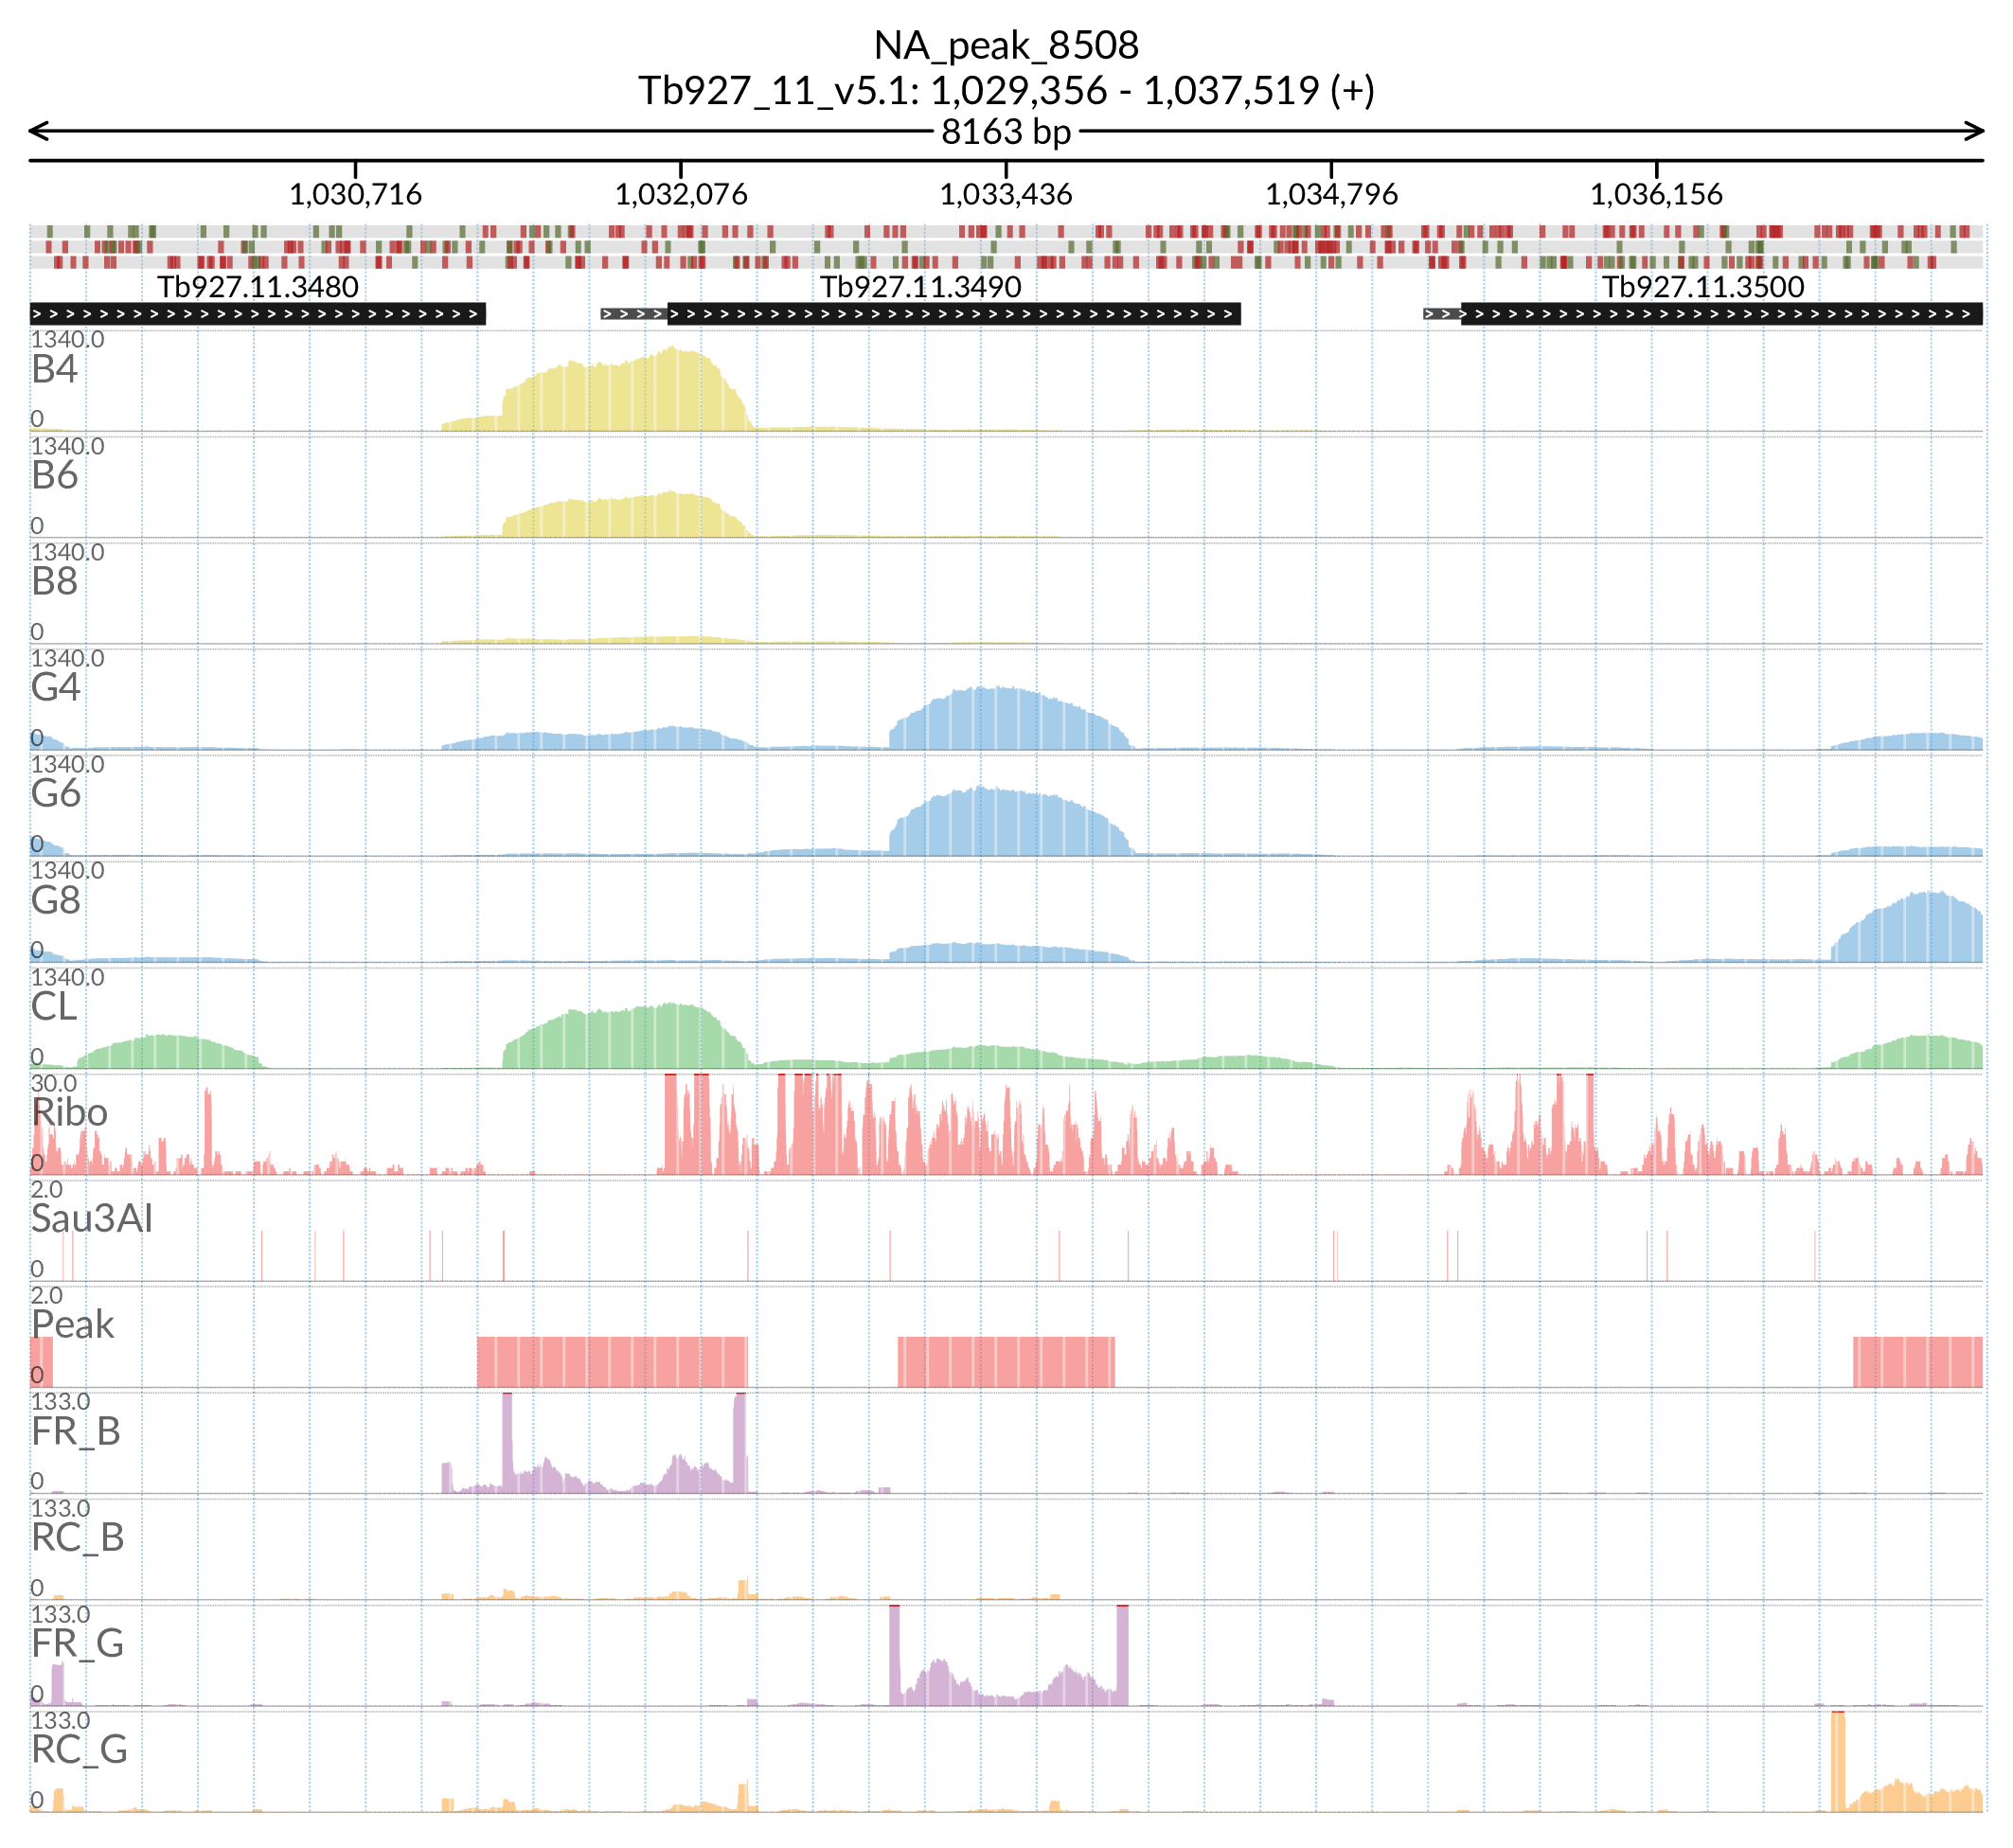 NA_peak_8508
Tb927_11_v5.1: 1,029,356 - 1,037,519 (+)
8163 bp
1,030,716 1,032,076 1,033,436 1,034,796 1,036,156
Tb927.11.3480 Tb927.11.3490 Tb927.11.3500
1340.0
B4
0
1340.0
B6
0
1340.0
B8
0
1340.0
G4
0
1340.0
G6
0
1340.0
G8
0
1340.0
CL
0
30.0
Ribo
0
2.0
Sau3AI
0
2.0
Peak
0
133.0
FR_B
0
133.0
RC_B
0
133.0
FR_G
0
133.0
RC_G
0